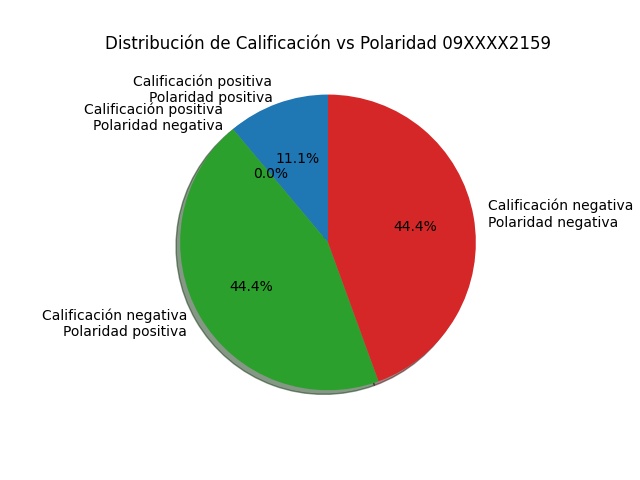 Distribución de Calificación vs Polaridad 09XXXX2159
Calificación positiva
Polaridad positiva
Calificación positiva
Polaridad negativa
11.1%
0.0%
Calificación negativa
Polaridad negativa
44.4%
44.4%
Calificación negativa
Polaridad positiva